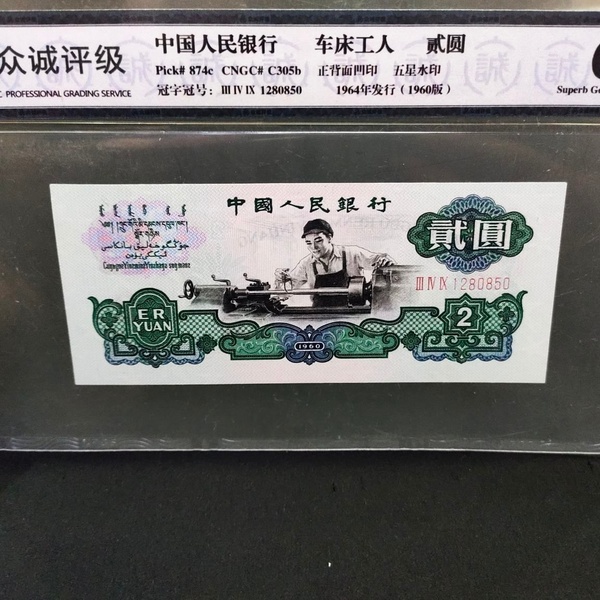 众诚评级
PROFESSIONAL GRADING SERVICE
中国人民银行 车床工人 贰圆
Pick# 874c CNGC# C305b 正背面凹印 五星水印
冠字冠号：Ⅲ Ⅳ Ⅸ 1280850 1964年发行（1960版）
Superb
中國人民銀行
貳圓
Ⅲ Ⅳ Ⅸ 1280850
ER
YUAN
1960
2